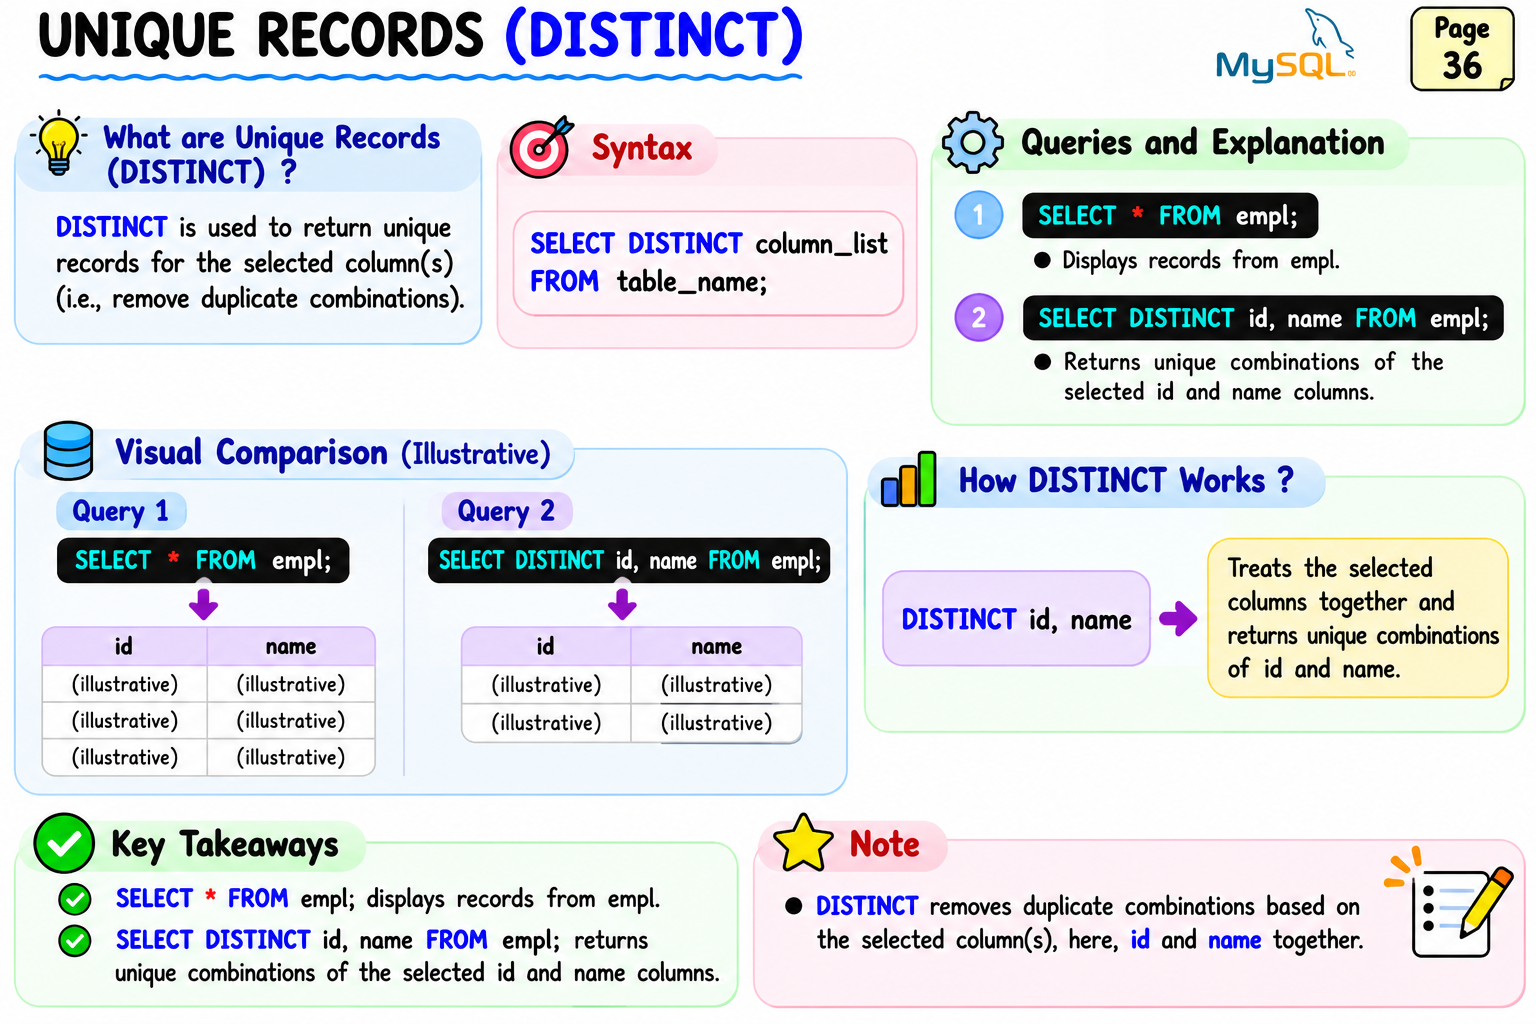 UNIQUE RECORDS (DISTINCT)
MySQL
Page
36
What are Unique Records
(DISTINCT) ?
DISTINCT is used to return unique
records for the selected column(s)
(i.e., remove duplicate combinations).
Syntax
SELECT DISTINCT column_list
FROM table_name;
Queries and Explanation
1
SELECT * FROM empl;
● Displays records from empl.
2
SELECT DISTINCT id, name FROM empl;
● Returns unique combinations of the
selected id and name columns.
Visual Comparison (Illustrative)
Query 1
SELECT * FROM empl;
id name
(illustrative) (illustrative)
(illustrative) (illustrative)
(illustrative) (illustrative)
Query 2
SELECT DISTINCT id, name FROM empl;
id name
(illustrative) (illustrative)
(illustrative) (illustrative)
How DISTINCT Works ?
DISTINCT id, name
Treats the selected
columns together and
returns unique combinations
of id and name.
Key Takeaways
SELECT * FROM empl; displays records from empl.
SELECT DISTINCT id, name FROM empl; returns
unique combinations of the selected id and name columns.
Note
● DISTINCT removes duplicate combinations based on
the selected column(s), here, id and name together.